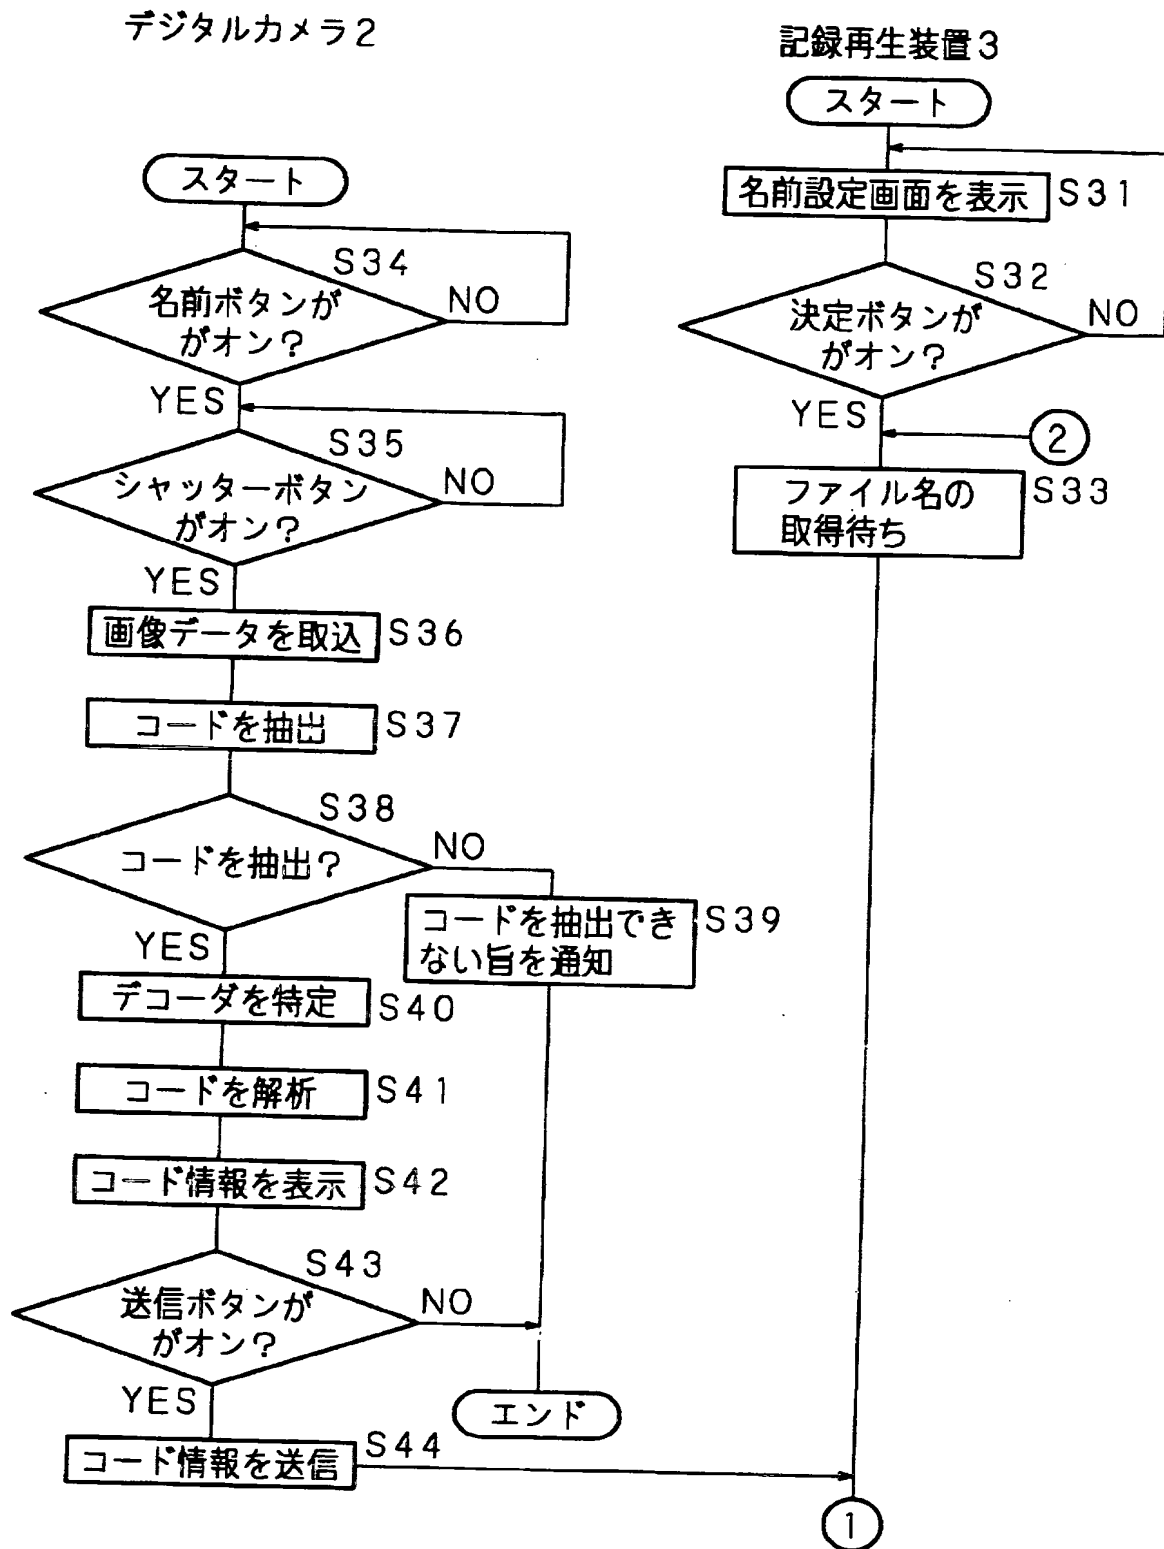 デジタルカメラ2
スタート
S34
名前ボタンが
がオン?
NO
YES
S35
シャッターボタン
がオン?
NO
YES
画像データを取込
S36
コードを抽出
S37
S38
コードを抽出?
NO
コードを抽出でき
ない旨を通知
S39
YES
デコーダを特定
S40
コードを解析
S41
コード情報を表示
S42
S43
送信ボタンが
がオン?
NO
エンド
YES
コード情報を送信
S44
記録再生装置3
スタート
名前設定画面を表示
S31
S32
決定ボタンが
がオン?
NO
YES
2
ファイル名の
取得待ち
S33
1